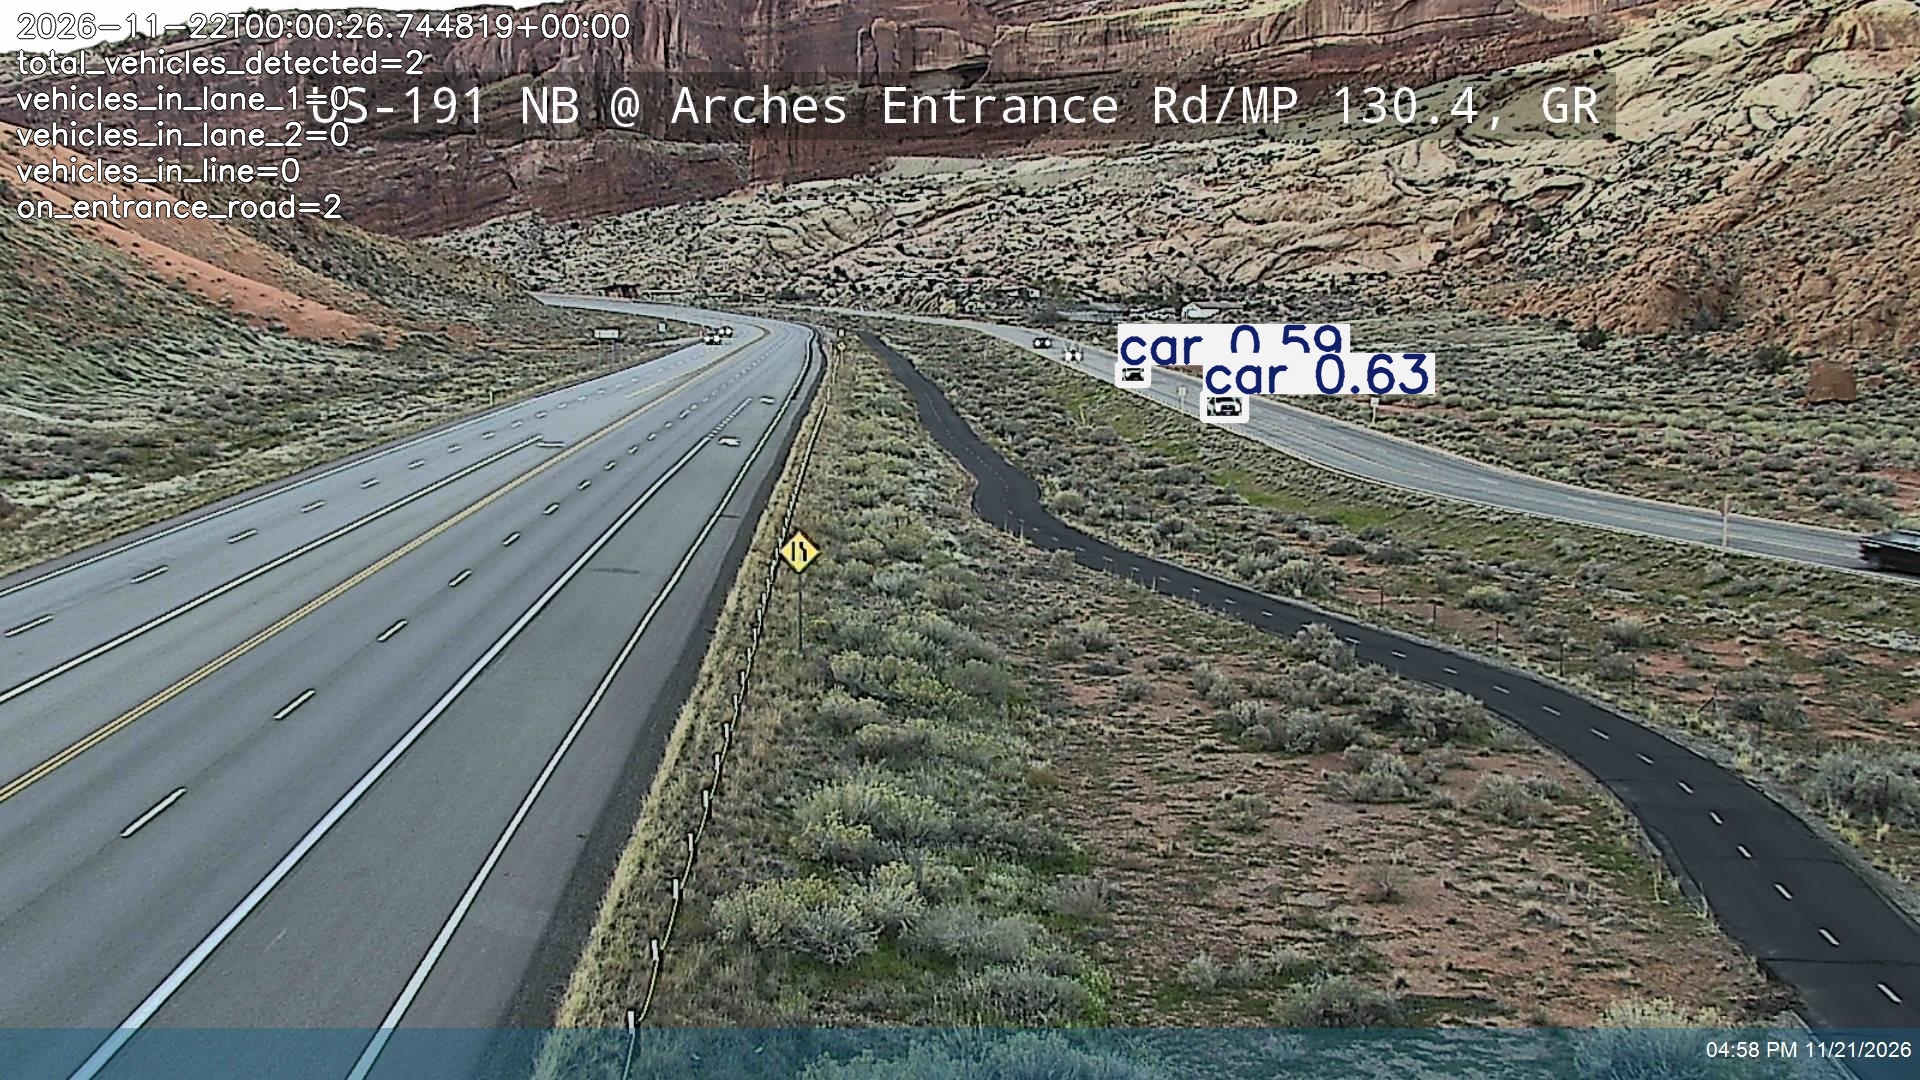 2026-11-22T00:00:26.744819+00:00
total_vehicles_detected=2
vehicles_in_lane_1=0
US-191 NB @ Arches Entrance Rd/MP 130.4, GR
vehicles_in_lane_2=0
vehicles_in_line=0
on_entrance_road=2
car 0.59
car 0.63
04:58 PM 11/21/2026